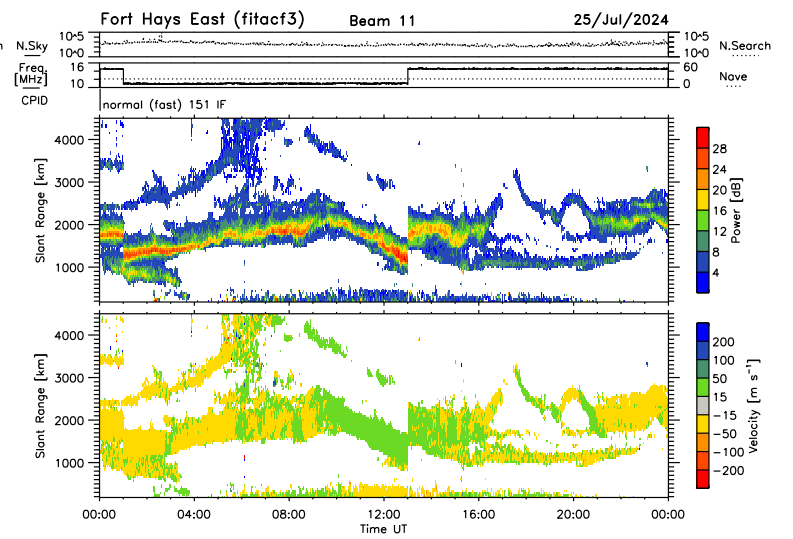 Fort Hays East (fitacf3) Beam 11 25/Jul/2024
N.Sky 10^5 10^0 10^5 10^0 N.Search
Freq. [MHz] 16 10 60 0 Nave
CPID normal (fast) 151 IF
Slant Range [km] 4000 3000 2000 1000
Power [dB] 28 24 20 16 12 8 4
Slant Range [km] 4000 3000 2000 1000
Velocity [m s⁻¹] 200 100 50 15 -15 -50 -100 -200
00:00 04:00 08:00 12:00 16:00 20:00 00:00
Time UT